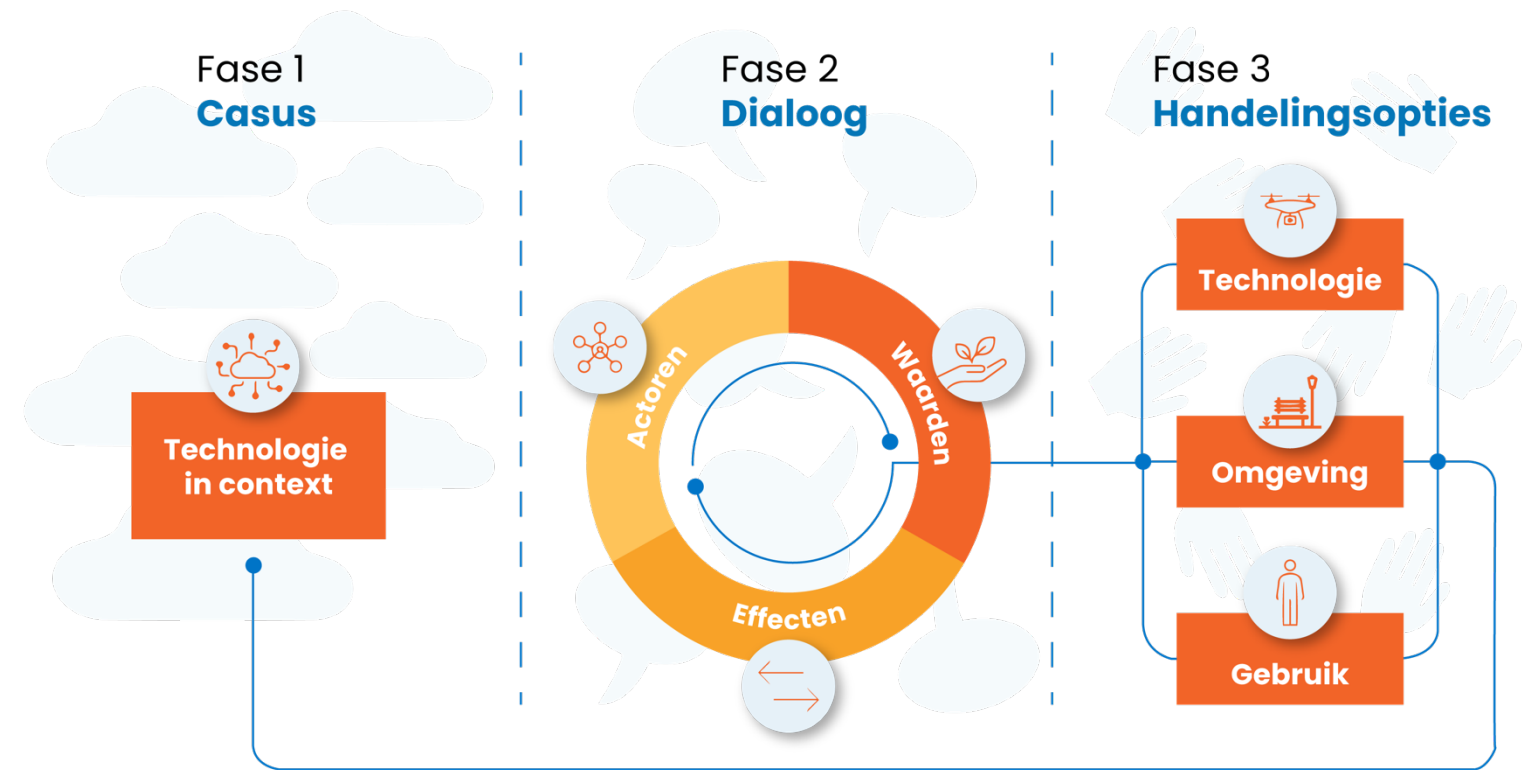 Fase 1
Casus
Technologie
in context
Fase 2
Dialoog
Actoren
Waarden
Effecten
Fase 3
Handelingsopties
Technologie
Omgeving
Gebruik